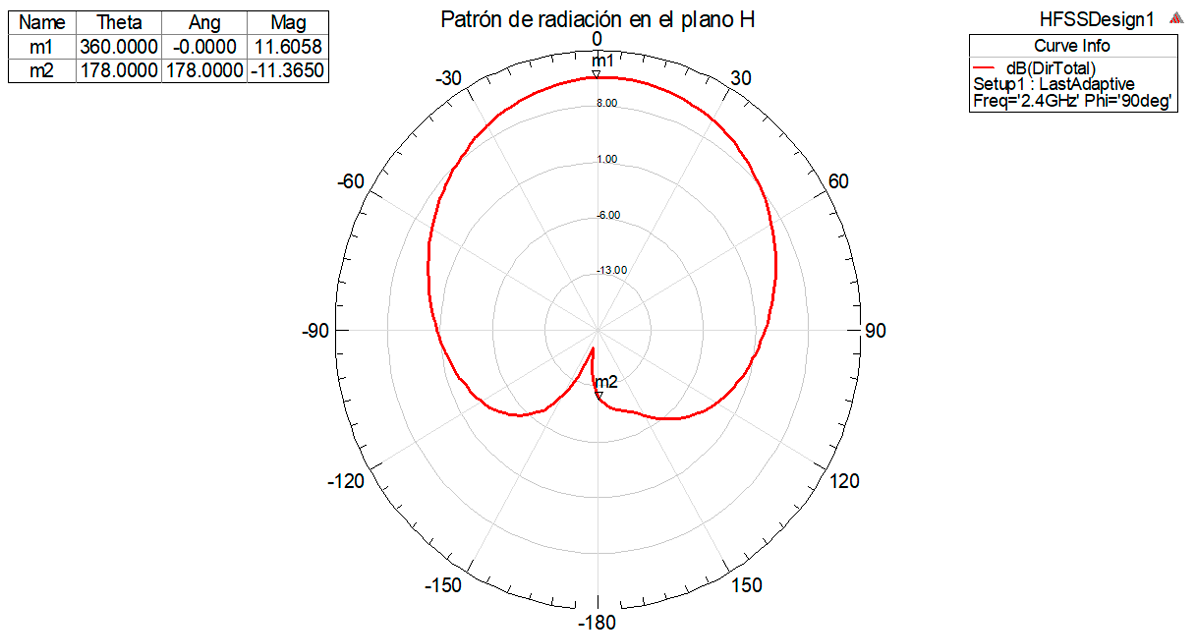 Patrón de radiación en el plano H
Name Theta Ang Mag
m1 360.0000 -0.0000 11.6058
m2 178.0000 178.0000 -11.3650
HFSSDesign1
Curve Info
dB(DirTotal)
Setup1 : LastAdaptive
Freq='2.4GHz' Phi='90deg'
0
m1
-30
30
8.00
1.00
-60
60
-6.00
-13.00
-90
90
m2
-120
120
-150
150
-180